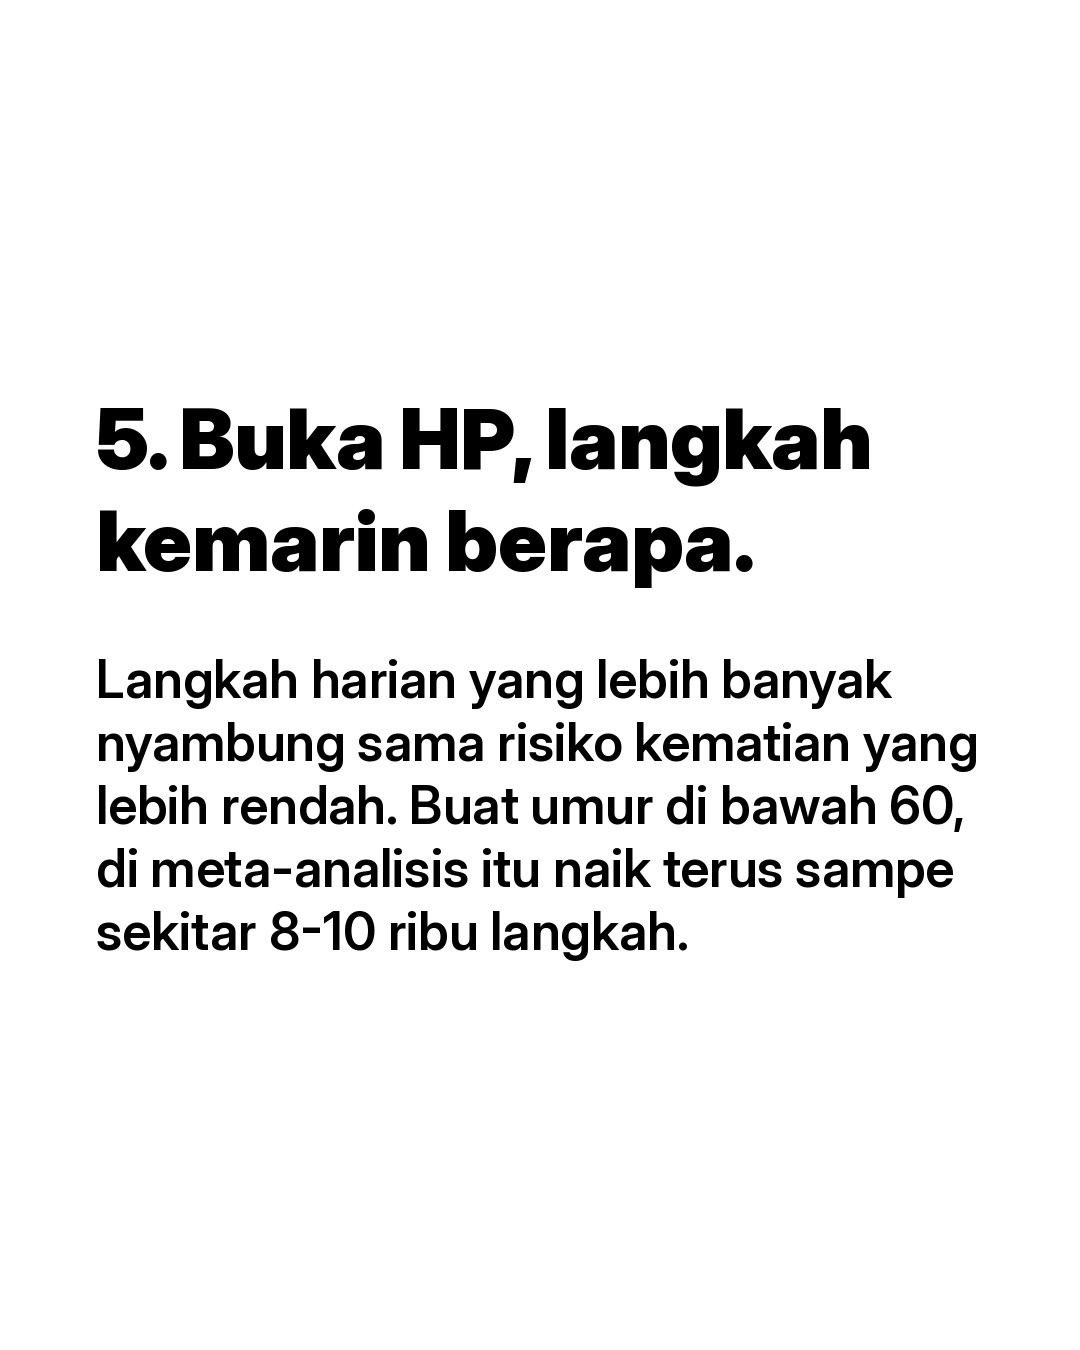 5. Buka HP, langkah
kemarin berapa.
Langkah harian yang lebih banyak
nyambung sama risiko kematian yang
lebih rendah. Buat umur di bawah 60,
di meta-analisis itu naik terus sampe
sekitar 8-10 ribu langkah.